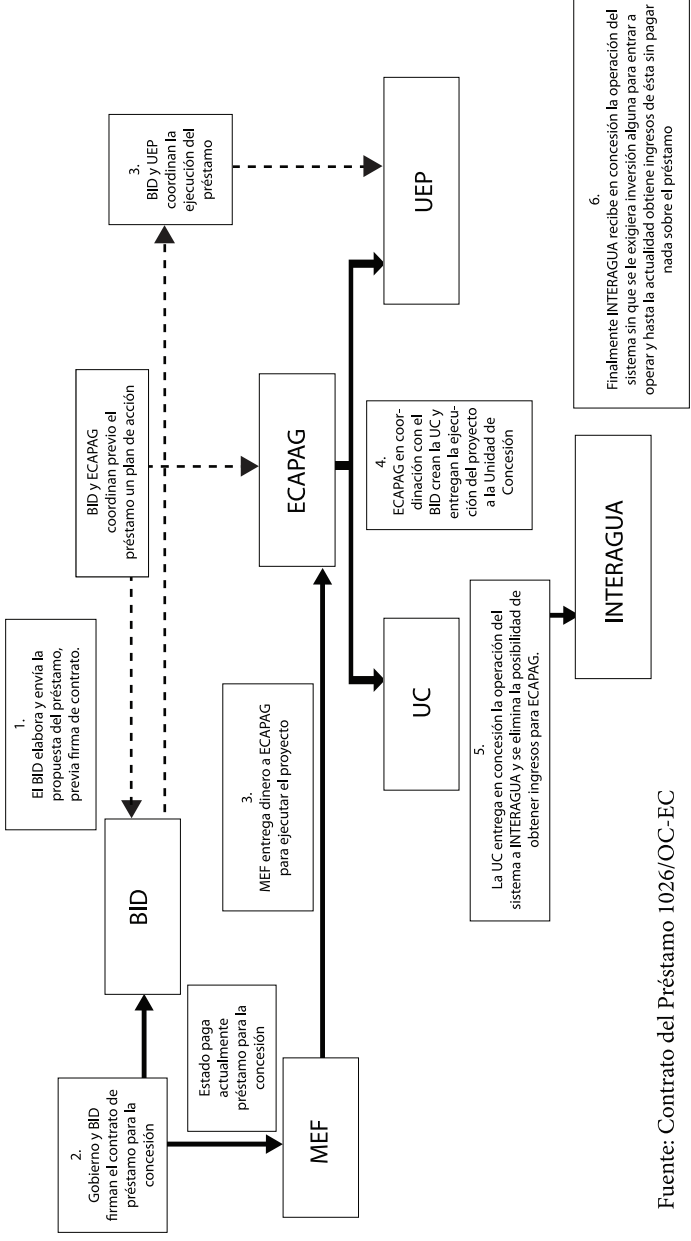 1.
El BID elabora y envía la
propuesta del préstamo,
previa firma de contrato.
BID y ECAPAG
coordinan previo el
préstamo un plan de acción
3.
BID y UEP
coordinan la
ejecución del
préstamo
2.
Gobierno y BID
firman el contrato de
préstamo para la
concesión
BID
Estado paga
actualmente
préstamo para la
concesión
MEF
3.
MEF entrega dinero a ECAPAG
para ejecutar el proyecto
ECAPAG
UEP
4.
ECAPAG en coor-
dinación con el
BID crean la UC y
entregan la ejecu-
ción del proyecto
a la Unidad de
Concesión
UC
5.
La UC entrega en concesión la operación del
sistema a INTERAGUA y se elimina la posibilidad de
obtener ingresos para ECAPAG.
INTERAGUA
6.
Finalmente INTERAGUA recibe en concesión la operación del
sistema sin que se le exigiera inversión alguna para entrar a
operar y hasta la actualidad obtiene ingresos de ésta sin pagar
nada sobre el préstamo
Fuente: Contrato del Préstamo 1026/OC-EC